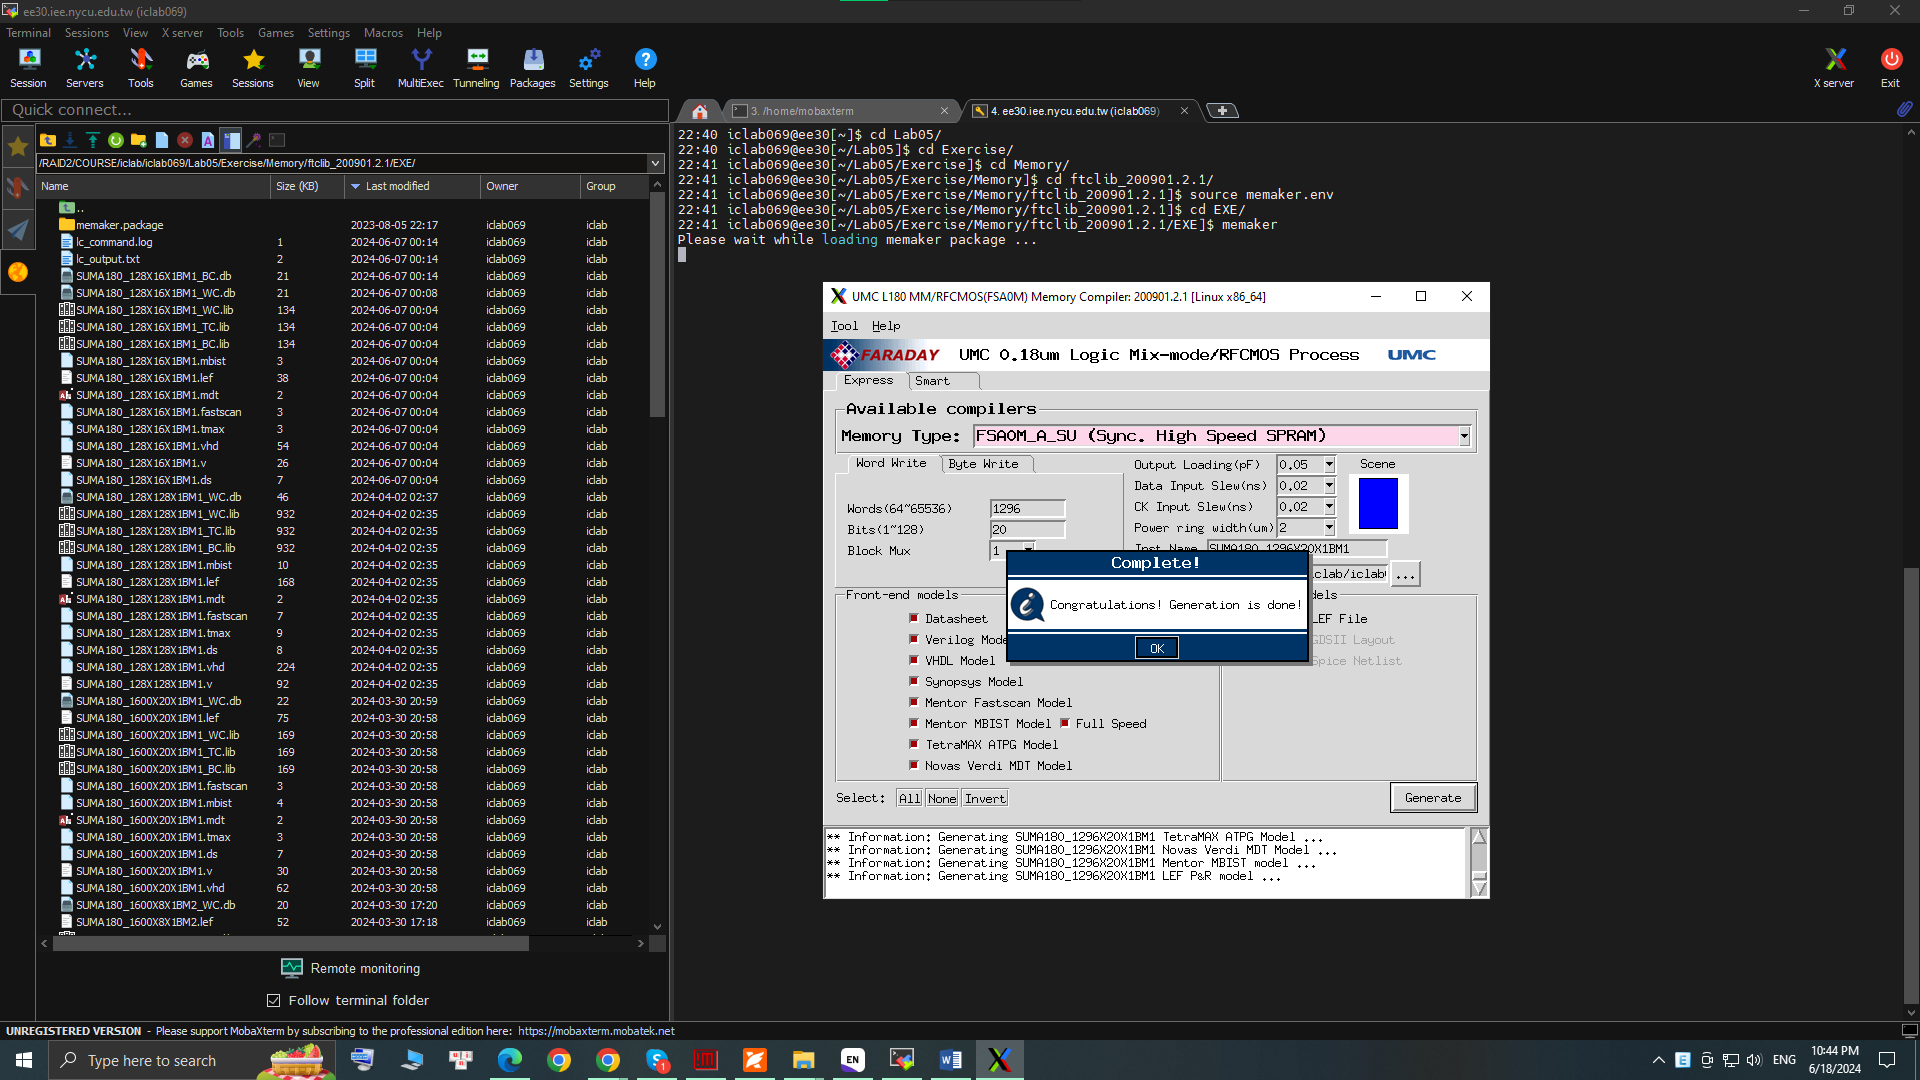 ee30.iee.nycu.edu.tw (iclab069)
Terminal Sessions View X server Tools Games Settings Macros Help
Session Servers Tools Games Sessions View Split MultiExec Tunneling Packages Settings Help X server Exit
Quick connect...
3. /home/mobaxterm
4. ee30.iee.nycu.edu.tw (iclab069)
/RAID2/COURSE/iclab/iclab069/Lab05/Exercise/Memory/ftclib_200901.2.1/EXE/
Name Size (KB) Last modified Owner Group
..
memaker.package 2023-08-05 22:17 iclab069 iclab
lc_command.log 1 2024-06-07 00:14 iclab069 iclab
lc_output.txt 2 2024-06-07 00:14 iclab069 iclab
SUMA180_128X16X1BM1_BC.db 21 2024-06-07 00:14 iclab069 iclab
SUMA180_128X16X1BM1_WC.db 21 2024-06-07 00:08 iclab069 iclab
SUMA180_128X16X1BM1_WC.lib 134 2024-06-07 00:04 iclab069 iclab
SUMA180_128X16X1BM1_TC.lib 134 2024-06-07 00:04 iclab069 iclab
SUMA180_128X16X1BM1_BC.lib 134 2024-06-07 00:04 iclab069 iclab
SUMA180_128X16X1BM1.mbist 3 2024-06-07 00:04 iclab069 iclab
SUMA180_128X16X1BM1.lef 38 2024-06-07 00:04 iclab069 iclab
SUMA180_128X16X1BM1.mdt 2 2024-06-07 00:04 iclab069 iclab
SUMA180_128X16X1BM1.fastscan 3 2024-06-07 00:04 iclab069 iclab
SUMA180_128X16X1BM1.tmax 3 2024-06-07 00:04 iclab069 iclab
SUMA180_128X16X1BM1.vhd 54 2024-06-07 00:04 iclab069 iclab
SUMA180_128X16X1BM1.v 26 2024-06-07 00:04 iclab069 iclab
SUMA180_128X16X1BM1.ds 7 2024-06-07 00:04 iclab069 iclab
SUMA180_128X128X1BM1_WC.db 46 2024-04-02 02:37 iclab069 iclab
SUMA180_128X128X1BM1_WC.lib 932 2024-04-02 02:35 iclab069 iclab
SUMA180_128X128X1BM1_TC.lib 932 2024-04-02 02:35 iclab069 iclab
SUMA180_128X128X1BM1_BC.lib 932 2024-04-02 02:35 iclab069 iclab
SUMA180_128X128X1BM1.mbist 10 2024-04-02 02:35 iclab069 iclab
SUMA180_128X128X1BM1.lef 168 2024-04-02 02:35 iclab069 iclab
SUMA180_128X128X1BM1.mdt 2 2024-04-02 02:35 iclab069 iclab
SUMA180_128X128X1BM1.fastscan 7 2024-04-02 02:35 iclab069 iclab
SUMA180_128X128X1BM1.tmax 9 2024-04-02 02:35 iclab069 iclab
SUMA180_128X128X1BM1.ds 8 2024-04-02 02:35 iclab069 iclab
SUMA180_128X128X1BM1.vhd 224 2024-04-02 02:35 iclab069 iclab
SUMA180_128X128X1BM1.v 92 2024-04-02 02:35 iclab069 iclab
SUMA180_1600X20X1BM1_WC.db 22 2024-03-30 20:59 iclab069 iclab
SUMA180_1600X20X1BM1.lef 75 2024-03-30 20:58 iclab069 iclab
SUMA180_1600X20X1BM1_WC.lib 169 2024-03-30 20:58 iclab069 iclab
SUMA180_1600X20X1BM1_TC.lib 169 2024-03-30 20:58 iclab069 iclab
SUMA180_1600X20X1BM1_BC.lib 169 2024-03-30 20:58 iclab069 iclab
SUMA180_1600X20X1BM1.fastscan 3 2024-03-30 20:58 iclab069 iclab
SUMA180_1600X20X1BM1.mbist 4 2024-03-30 20:58 iclab069 iclab
SUMA180_1600X20X1BM1.mdt 2 2024-03-30 20:58 iclab069 iclab
SUMA180_1600X20X1BM1.tmax 3 2024-03-30 20:58 iclab069 iclab
SUMA180_1600X20X1BM1.ds 7 2024-03-30 20:58 iclab069 iclab
SUMA180_1600X20X1BM1.v 30 2024-03-30 20:58 iclab069 iclab
SUMA180_1600X20X1BM1.vhd 62 2024-03-30 20:58 iclab069 iclab
SUMA180_1600X8X1BM2_WC.db 20 2024-03-30 17:20 iclab069 iclab
SUMA180_1600X8X1BM2.lef 52 2024-03-30 17:18 iclab069 iclab
Remote monitoring
Follow terminal folder
22:40 iclab069@ee30[~]$ cd Lab05/
22:40 iclab069@ee30[~/Lab05]$ cd Exercise/
22:41 iclab069@ee30[~/Lab05/Exercise]$ cd Memory/
22:41 iclab069@ee30[~/Lab05/Exercise/Memory]$ cd ftclib_200901.2.1/
22:41 iclab069@ee30[~/Lab05/Exercise/Memory/ftclib_200901.2.1]$ source memaker.env
22:41 iclab069@ee30[~/Lab05/Exercise/Memory/ftclib_200901.2.1]$ cd EXE/
22:41 iclab069@ee30[~/Lab05/Exercise/Memory/ftclib_200901.2.1/EXE]$ memaker
Please wait while loading memaker package ...
UMC L180 MM/RFCMOS(FSA0M) Memory Compiler: 200901.2.1 [Linux x86_64]
Tool Help
FARADAY UMC 0.18um Logic Mix-mode/RFCMOS Process UMC
Express Smart
Available compilers
Memory Type: FSA0M_A_SU (Sync. High Speed SPRAM)
Word Write Byte Write
Words(64~65536) 1296
Bits(1~128) 20
Block Mux 1
Output Loading(pF) 0.05
Data Input Slew(ns) 0.02
CK Input Slew(ns) 0.02
Power ring width(um) 2
Scene
Inst Name SUMA180_1296X20X1BM1
iclab/iclab ...
Complete!
Congratulations! Generation is done!
OK
Front-end models
Datasheet
Verilog Mode
VHDL Model
Synopsys Model
Mentor Fastscan Model
Mentor MBIST Model Full Speed
TetraMAX ATPG Model
Novas Verdi MDT Model
dels
LEF File
GDSII Layout
Spice Netlist
Select: All None Invert
Generate
** Information: Generating SUMA180_1296X20X1BM1 TetraMAX ATPG Model ...
** Information: Generating SUMA180_1296X20X1BM1 Novas Verdi MDT Model ...
** Information: Generating SUMA180_1296X20X1BM1 Mentor MBIST model ...
** Information: Generating SUMA180_1296X20X1BM1 LEF P&R model ...
UNREGISTERED VERSION - Please support MobaXterm by subscribing to the professional edition here: https://mobaxterm.mobatek.net
Type here to search
EN
ENG
10:44 PM
6/18/2024